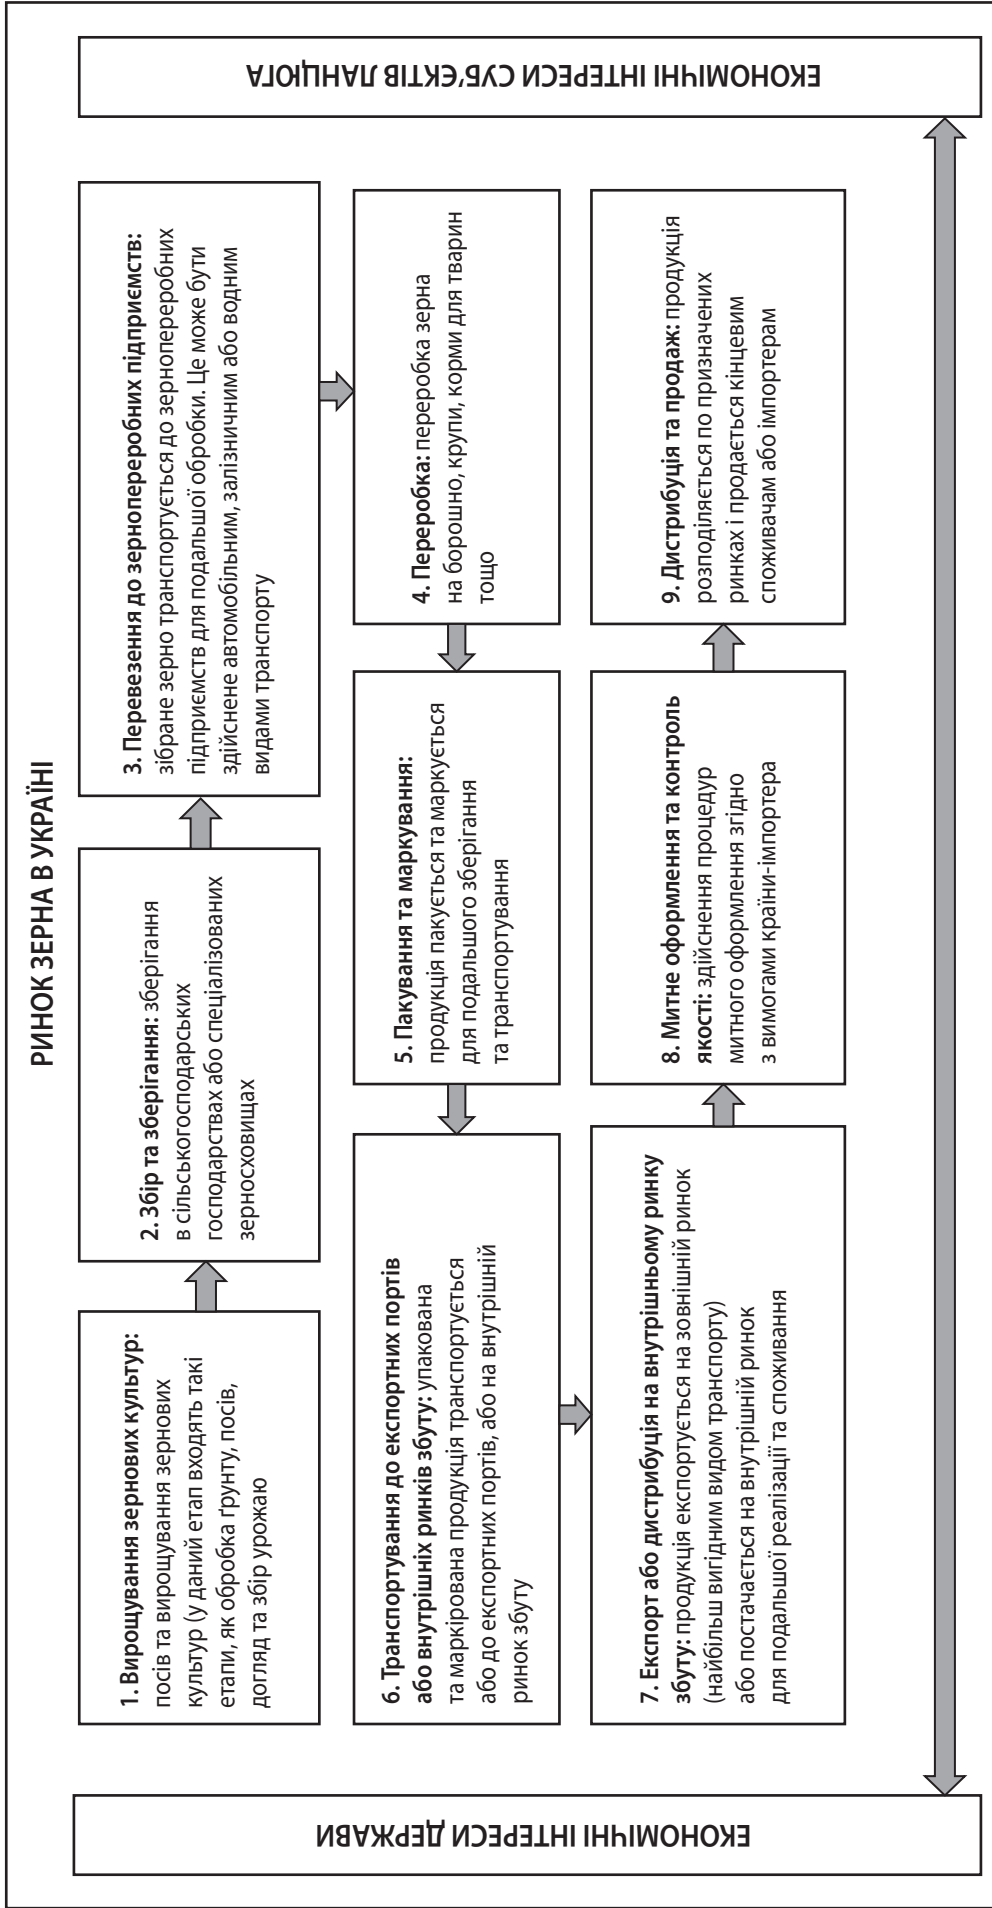 РИНОК ЗЕРНА В УКРАЇНІ
ЕКОНОМІЧНІ ІНТЕРЕСИ ДЕРЖАВИ
1. Вирощування зернових культур:
посів та вирощування зернових
культур (у даний етап входять такі
етапи, як обробка ґрунту, посів,
догляд та збір урожаю
2. Збір та зберігання: зберігання
в сільськогосподарських
господарствах або спеціалізованих
зерносховищах
3. Перевезення до зернопереробних підприємств:
зібране зерно транспортується до зернопереробних
підприємств для подальшої обробки. Це може бути
здійснене автомобільним, залізничним або водним
видами транспорту
4. Переробка: переробка зерна
на борошно, крупи, корми для тварин
тощо
5. Пакування та маркування:
продукція пакується та маркується
для подальшого зберігання
та транспортування
6. Транспортування до експортних портів
або внутрішніх ринків збуту: упакована
та маркірована продукція транспортується
або до експортних портів, або на внутрішній
ринок збуту
7. Експорт або дистрибуція на внутрішньому ринку
збуту: продукція експортується на зовнішній ринок
(найбільш вигідним видом транспорту)
або постачається на внутрішній ринок
для подальшої реалізації та споживання
8. Митне оформлення та контроль
якості: здійснення процедур
митного оформлення згідно
з вимогами країни-імпортера
9. Дистрибуція та продаж: продукція
розподіляється по призначених
ринках і продається кінцевим
споживачам або імпортерам
ЕКОНОМІЧНІ ІНТЕРЕСИ СУБ'ЄКТІВ ЛАНЦЮГА